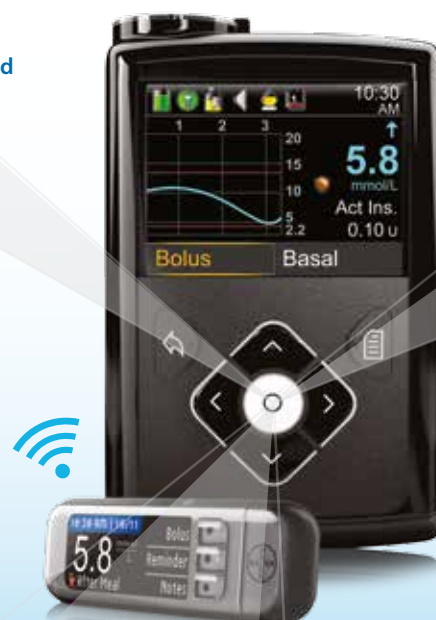 d
10:30
AM
1 2 3
20
15
10
5
2.2
5.8
mmol/L
Act Ins.
0.10 U
Bolus Basal
5.8
After Meal
Bolus
Reminder
Notes